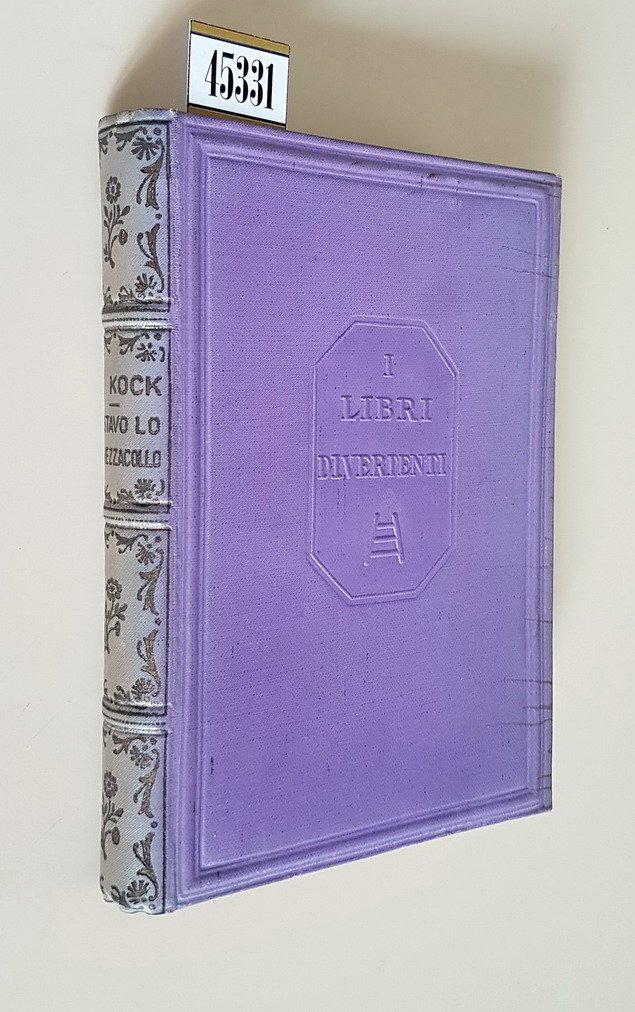 45331
KOCK
TAVO LO
EZZACOLLO
I
LIBRI
DIVERTENTI